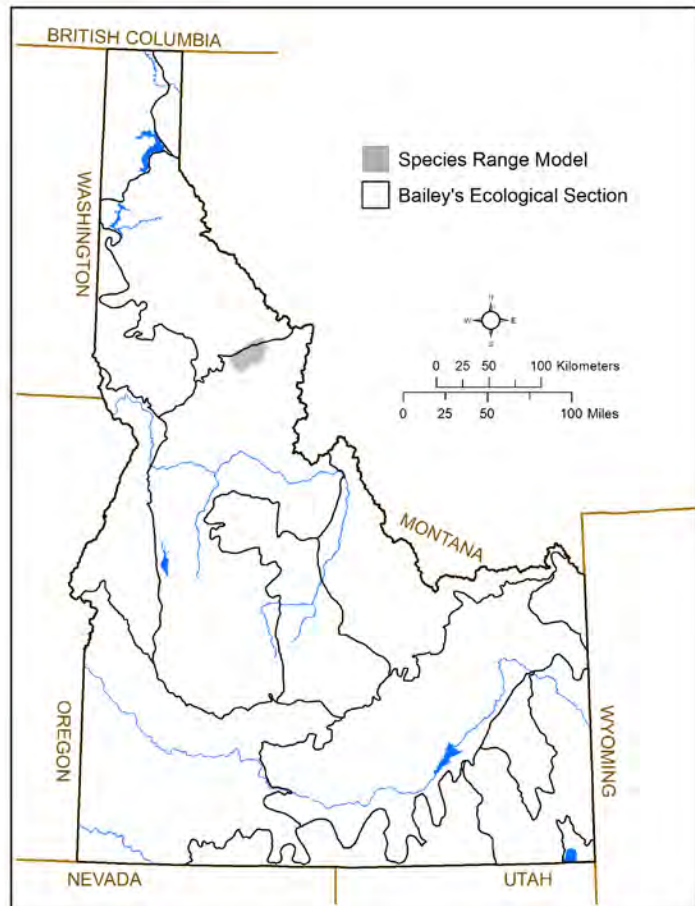 BRITISH COLUMBIA
Species Range Model
Bailey's Ecological Section
WASHINGTON
N
W
E
S
0 25 50 100 Kilometers
0 25 50 100 Miles
MONTANA
OREGON
WYOMING
NEVADA
UTAH